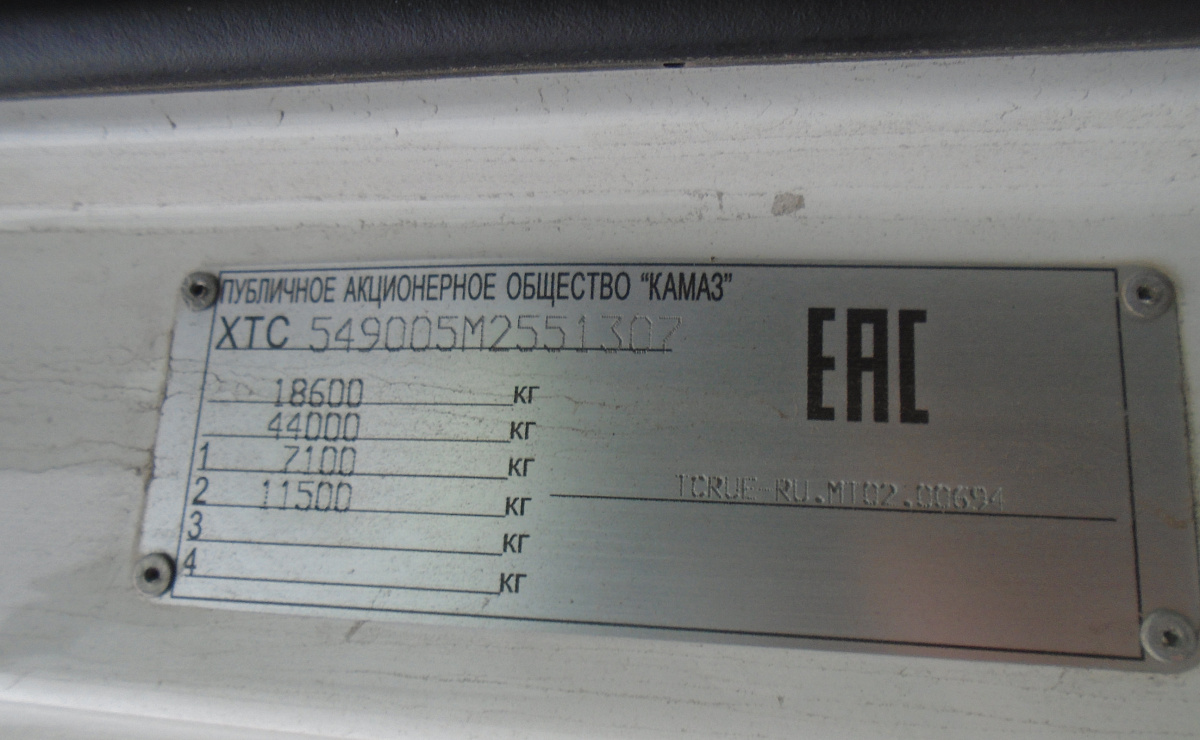 ПУБЛИЧНОЕ АКЦИОНЕРНОЕ ОБЩЕСТВО "КАМАЗ"
XTC 549005M2551307
EAC
18600 кг
44000 кг
1 7100 кг
2 11500 кг
TCRUE-RU.MT02.00694
3 кг
4 кг